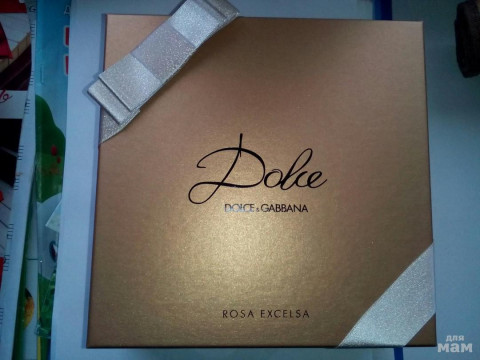 Dolce
DOLCE & GABBANA
ROSA EXCELSA
для
мам